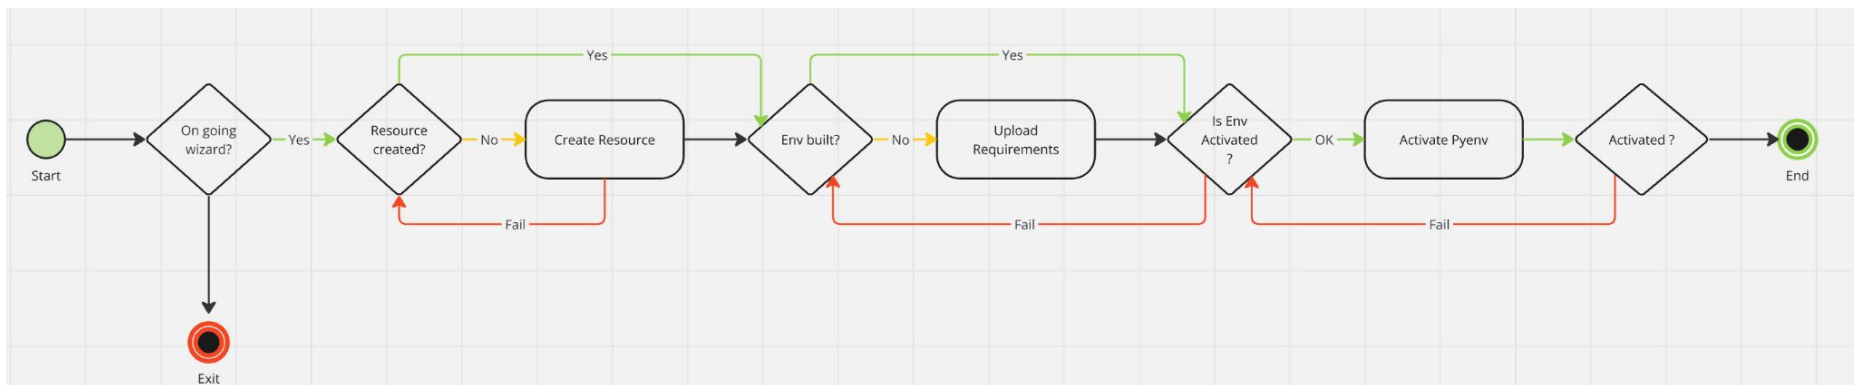 Yes
Yes
On going
wizard?
Yes
Resource
created?
No
Create Resource
Env built?
No
Upload
Requirements
Is Env
Activated
?
OK
Activate Pyenv
Activated ?
Start
End
Fail
Fail
Fail
Exit